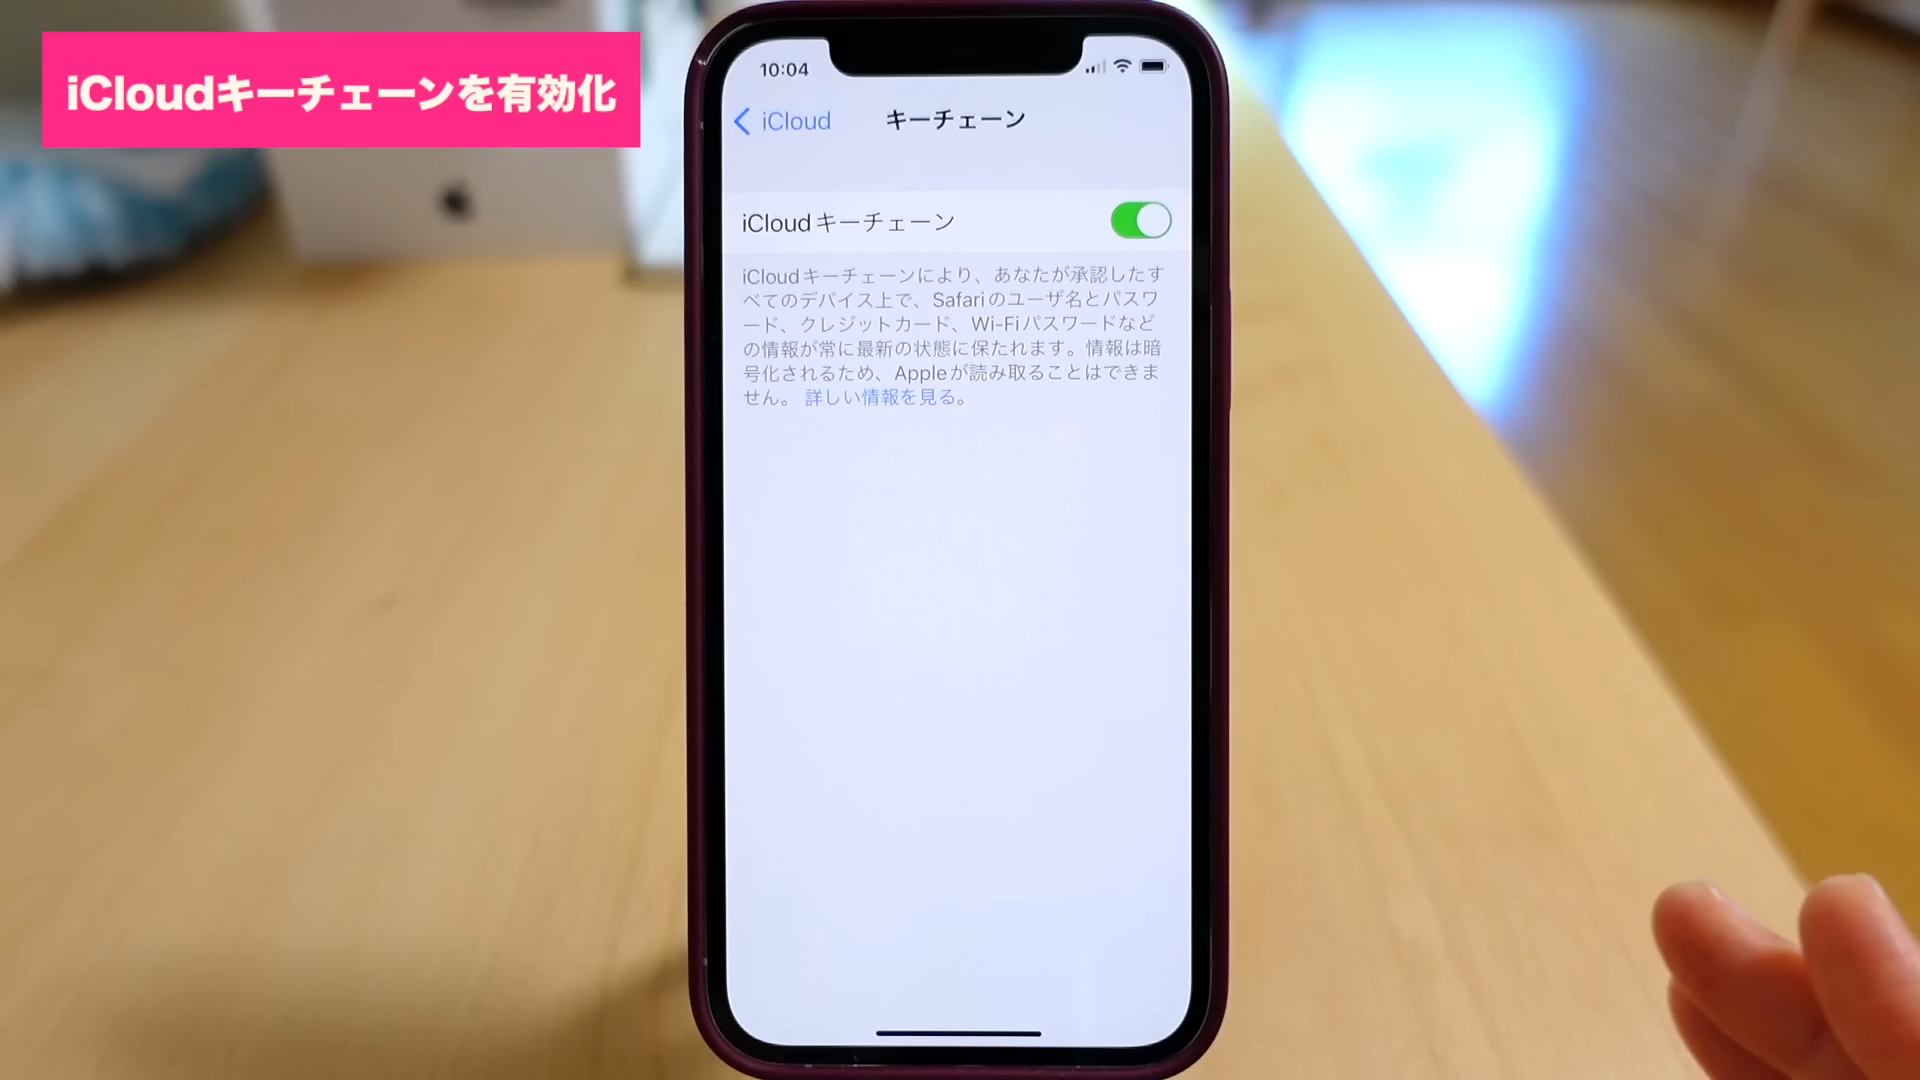 iCloudキーチェーンを有効化
10:04
iCloud
キーチェーン
iCloudキーチェーン
iCloudキーチェーンにより、あなたが承認したす
べてのデバイス上で、Safariのユーザ名とパスワ
ード、クレジットカード、Wi-Fiパスワードなど
の情報が常に最新の状態に保たれます。情報は暗
号化されるため、Appleが読み取ることはできま
せん。 詳しい情報を見る。